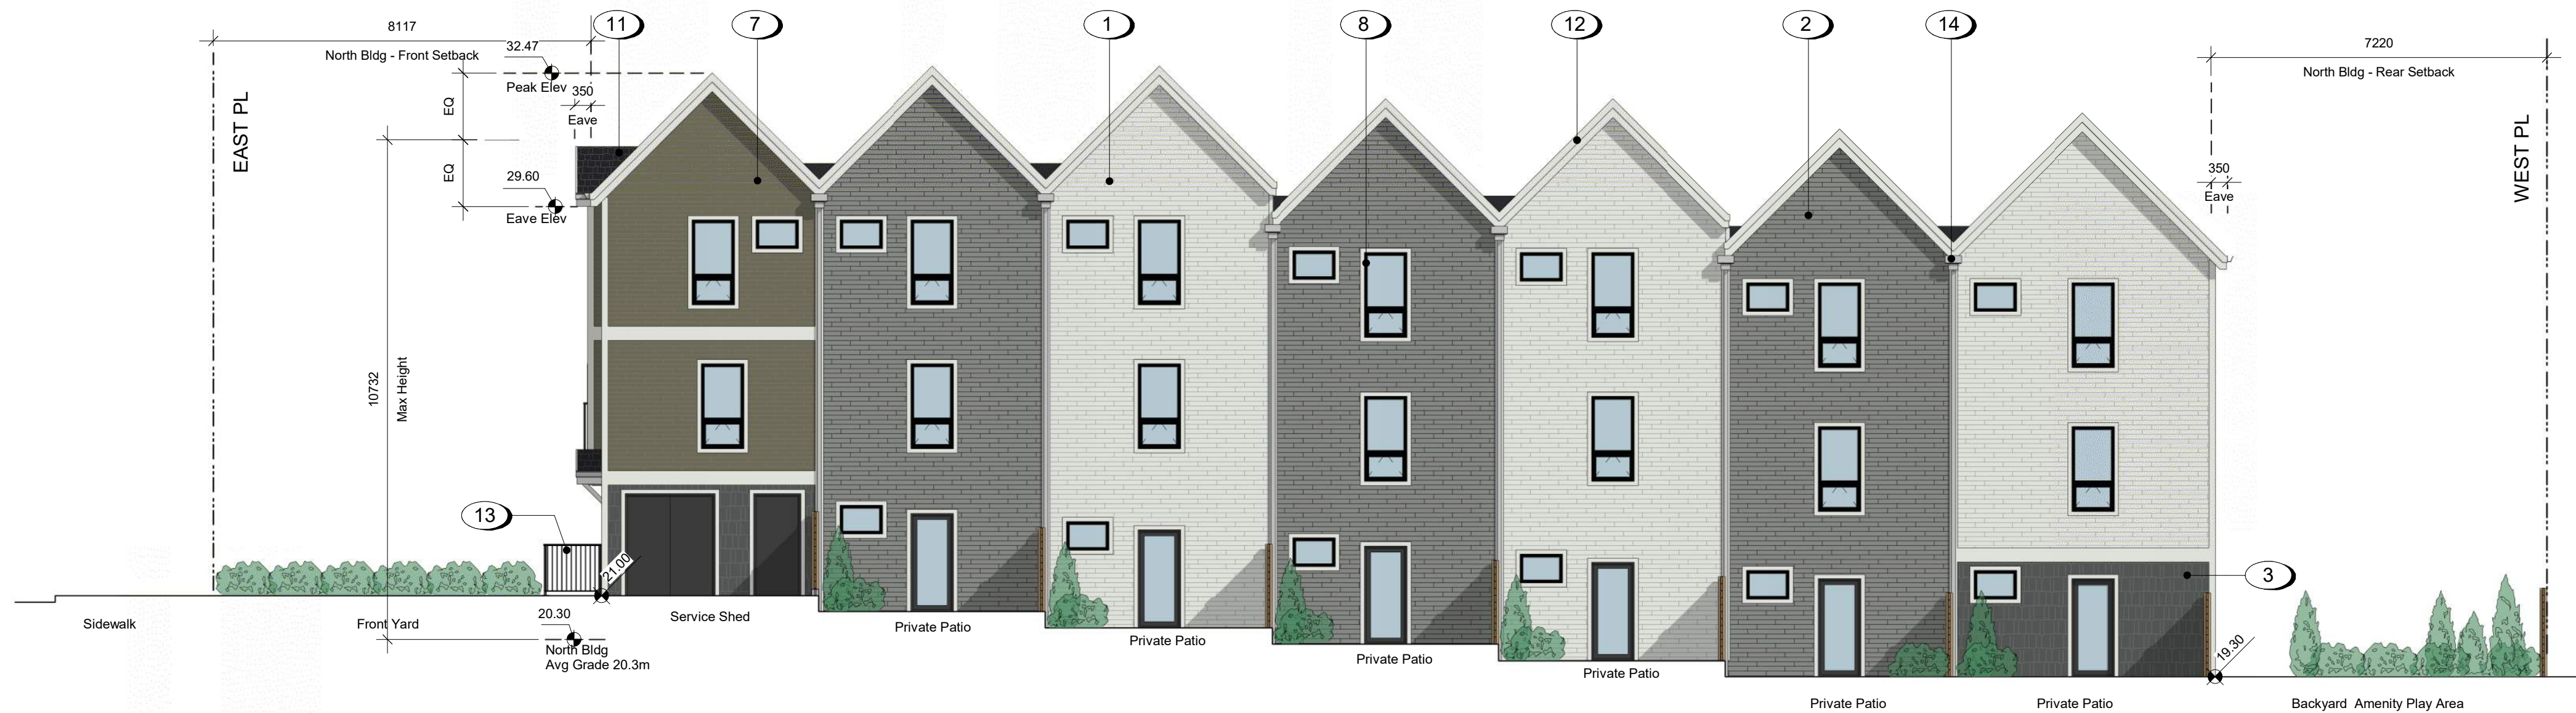 11
7
1
8
12
2
14
8117
North Bldg - Front Setback
32.47
Peak Elev
7220
North Bldg - Rear Setback
EAST PL
WEST PL
EQ
EQ
350
Eave
350
Eave
29.60
Eave Elev
10732
Max Height
13
3
21.00
19.30
Sidewalk
Front Yard
20.30
North Bldg
Avg Grade 20.3m
Service Shed
Private Patio
Private Patio
Private Patio
Private Patio
Private Patio
Private Patio
Backyard Amenity Play Area